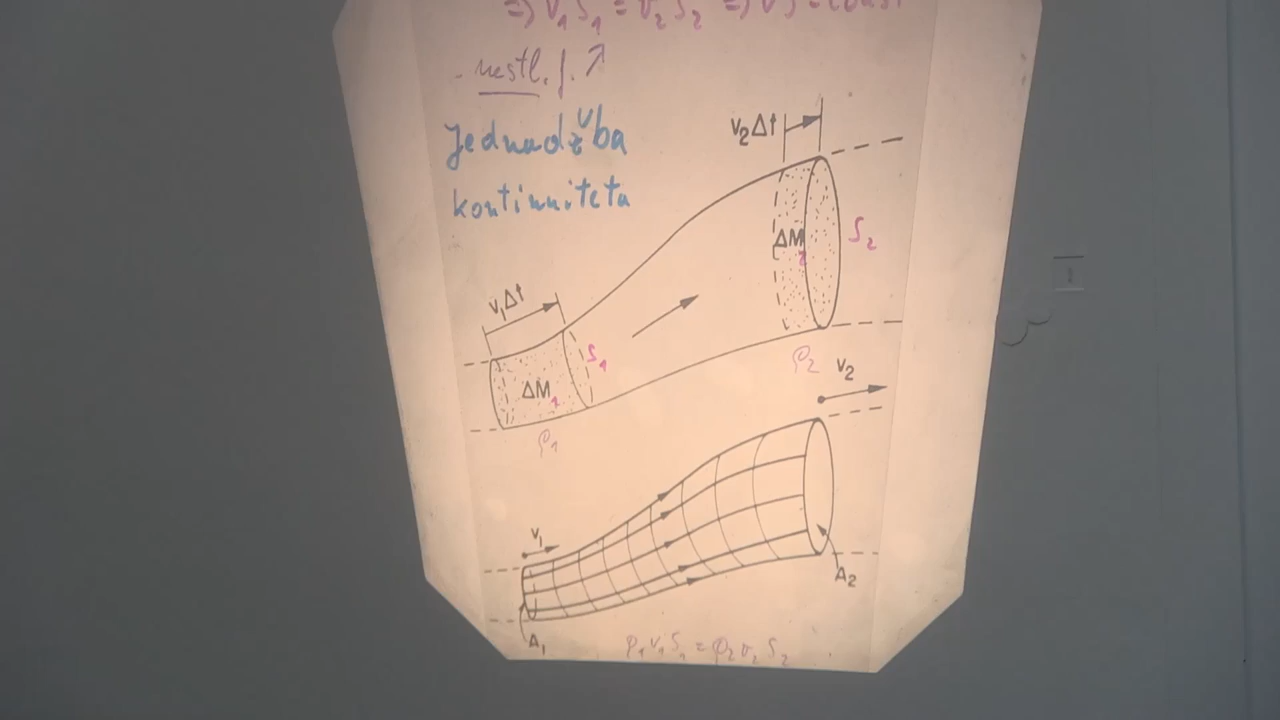 ⇒ v₁S₁ = v₂S₂ ⇒ vS = const
- nestl. f. ↗
Jednadžba
kontinuiteta
v₂Δt
ΔM₂
S₂
v₁Δt
S₁
ΔM₁
ρ₁
ρ₂
v₂
v₁
A₂
A₁
ρ₁v₁S₁ = ρ₂v₂S₂